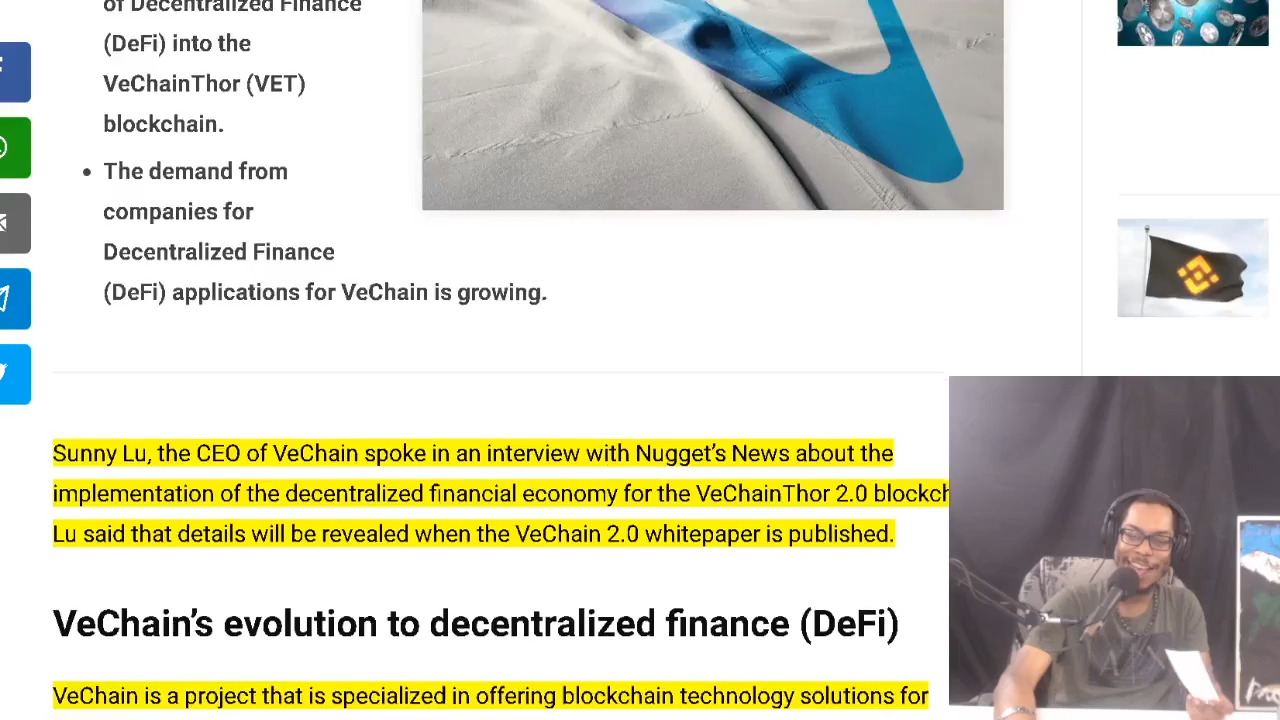 of Decentralized Finance
(DeFi) into the
VeChainThor (VET)
blockchain.
The demand from
companies for
Decentralized Finance
(DeFi) applications for VeChain is growing.
Sunny Lu, the CEO of VeChain spoke in an interview with Nugget’s News about the
implementation of the decentralized financial economy for the VeChainThor 2.0
Lu said that details will be revealed when the VeChain 2.0 whitepaper is published.
VeChain’s evolution to decentralized finance (DeFi)
VeChain is a project that is specialized in offering blockchain technology solutions for